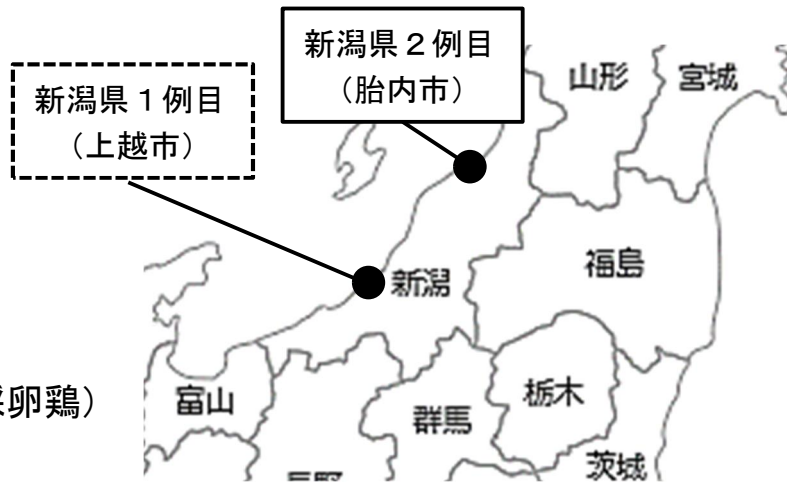 新潟県２例目
（胎内市）
新潟県１例目
（上越市）
山形
宮城
福島
新潟
富山
群馬
栃木
茨城
卵鶏）